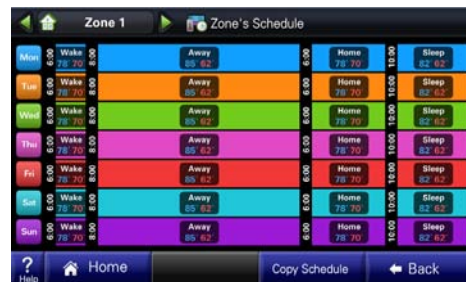 Zone 1 Zone's Schedule
Mon 6:00 Wake 78° 70° 8:00 Away 85° 62° 6:00 Home 78° 70° 10:00 Sleep 82° 62°
Tue 6:00 Wake 78° 70° 8:00 Away 85° 62° 6:00 Home 78° 70° 10:00 Sleep 82° 62°
Wed 6:00 Wake 78° 70° 8:00 Away 85° 62° 6:00 Home 78° 70° 10:00 Sleep 82° 62°
Thu 6:00 Wake 78° 70° 8:00 Away 85° 62° 6:00 Home 78° 70° 10:00 Sleep 82° 62°
Fri 6:00 Wake 78° 70° 8:00 Away 85° 62° 6:00 Home 78° 70° 10:00 Sleep 82° 62°
Sat 6:00 Wake 78° 70° 8:00 Away 85° 62° 6:00 Home 78° 70° 10:00 Sleep 82° 62°
Sun 6:00 Wake 78° 70° 8:00 Away 85° 62° 6:00 Home 78° 70° 10:00 Sleep 82° 62°
? Help Home Copy Schedule Back